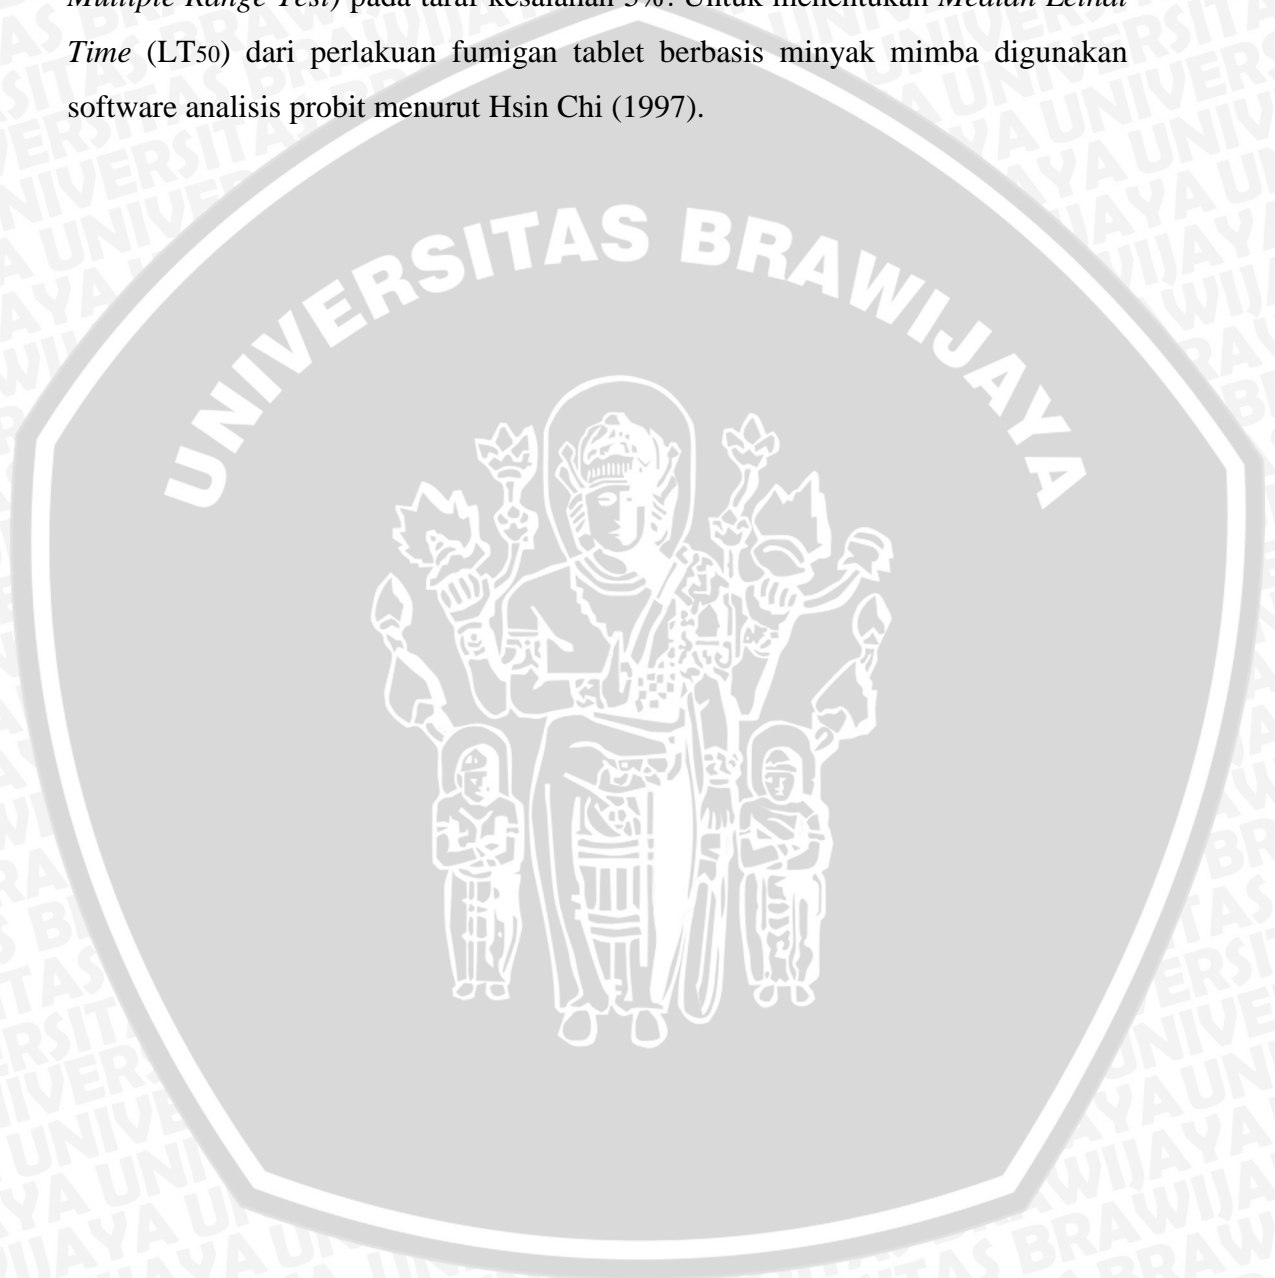 Multiple Range Test) pada taraf kesalahan 5%. Untuk menentukan Median Lethal
Time (LT50) dari perlakuan fumigan tablet berbasis minyak mimba digunakan
software analisis probit menurut Hsin Chi (1997).
UNIVERSITAS BRAWIJAYA